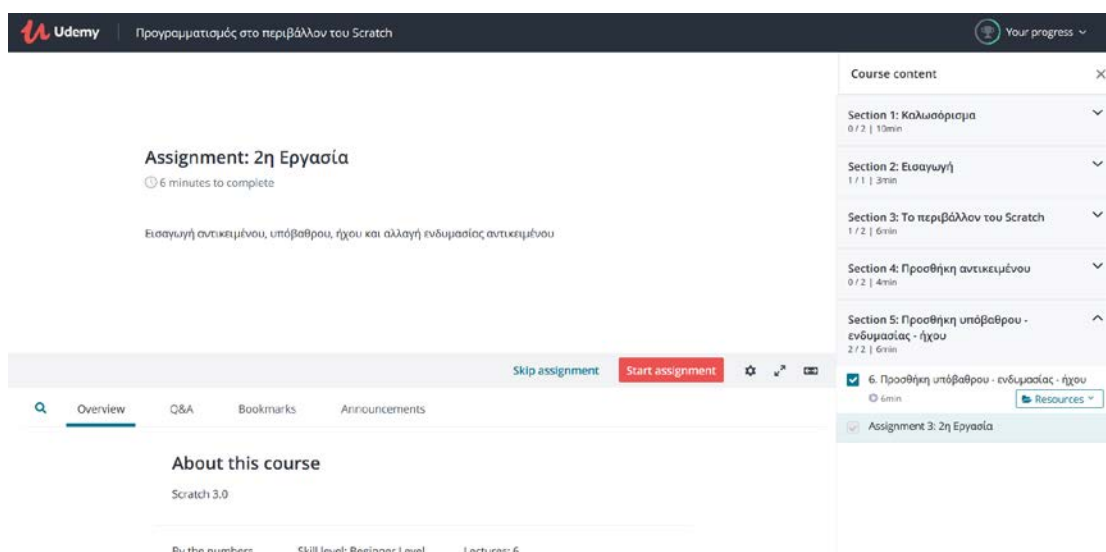 Udemy
Προγραμματισμός στο περιβάλλον του Scratch
Your progress
Assignment: 2η Εργασία
6 minutes to complete
Εισαγωγή αντικειμένου, υπόβαθρου, ήχου και αλλαγή ενδυμασίας αντικειμένου
Skip assignment
Start assignment
Overview
Q&A
Bookmarks
Announcements
About this course
Scratch 3.0
By the numbers
Skill level: Beginner Level
Lectures: 6
Course content
Section 1: Καλωσόρισμα
0 / 2 | 10min
Section 2: Εισαγωγή
1 / 1 | 3min
Section 3: Το περιβάλλον του Scratch
1 / 2 | 6min
Section 4: Προσθήκη αντικειμένου
0 / 2 | 4min
Section 5: Προσθήκη υπόβαθρου -
ενδυμασίας - ήχου
2 / 2 | 6min
6. Προσθήκη υπόβαθρου - ενδυμασίας - ήχου
6min
Resources
Assignment 3: 2η Εργασία